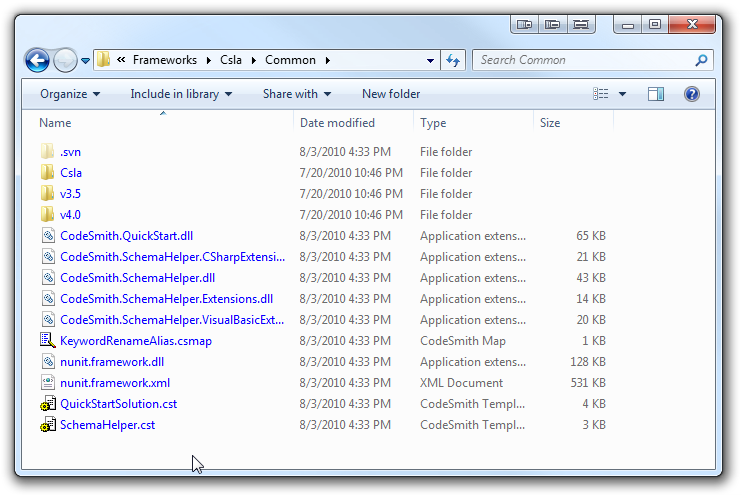 « Frameworks Csla Common Search Common
Organize Include in library Share with New folder
Name Date modified Type Size
.svn 8/3/2010 4:33 PM File folder
Csla 7/20/2010 10:46 PM File folder
v3.5 7/20/2010 10:46 PM File folder
v4.0 7/20/2010 10:46 PM File folder
CodeSmith.QuickStart.dll 8/3/2010 4:33 PM Application extens... 65 KB
CodeSmith.SchemaHelper.CSharpExtensi... 8/3/2010 4:33 PM Application extens... 21 KB
CodeSmith.SchemaHelper.dll 8/3/2010 4:33 PM Application extens... 43 KB
CodeSmith.SchemaHelper.Extensions.dll 8/3/2010 4:33 PM Application extens... 14 KB
CodeSmith.SchemaHelper.VisualBasicExt... 8/3/2010 4:33 PM Application extens... 20 KB
KeywordRenameAlias.csmap 8/3/2010 4:33 PM CodeSmith Map 1 KB
nunit.framework.dll 8/3/2010 4:33 PM Application extens... 128 KB
nunit.framework.xml 8/3/2010 4:33 PM XML Document 531 KB
QuickStartSolution.cst 8/3/2010 4:33 PM CodeSmith Templ... 4 KB
SchemaHelper.cst 8/3/2010 4:33 PM CodeSmith Templ... 3 KB